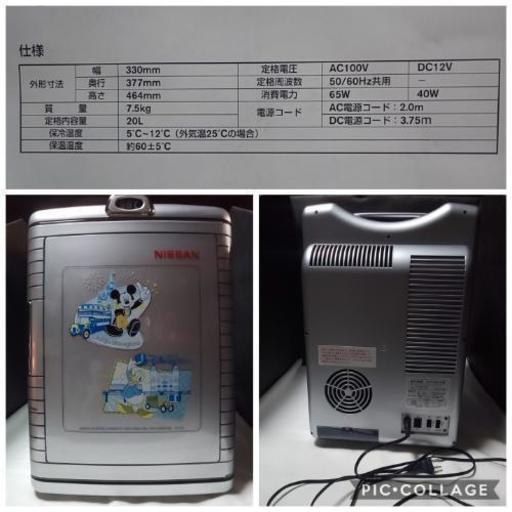 仕様
外形寸法 幅 330mm 定格電圧 AC100V DC12V
奥行 377mm 定格周波数 50/60Hz共用 −
高さ 464mm 消費電力 65W 40W
質量 7.5kg 電源コード AC電源コード：2.0m
定格内容量 20L DC電源コード：3.75m
保冷温度 5℃~12℃（外気温25℃の場合）
保温温度 約60±5℃
NISSAN
PIC•COLLAGE